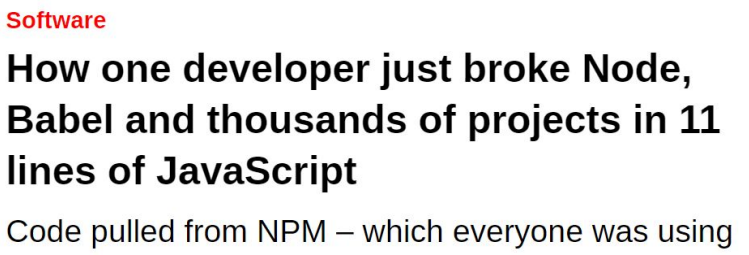 Software
How one developer just broke Node,
Babel and thousands of projects in 11
lines of JavaScript
Code pulled from NPM – which everyone was using